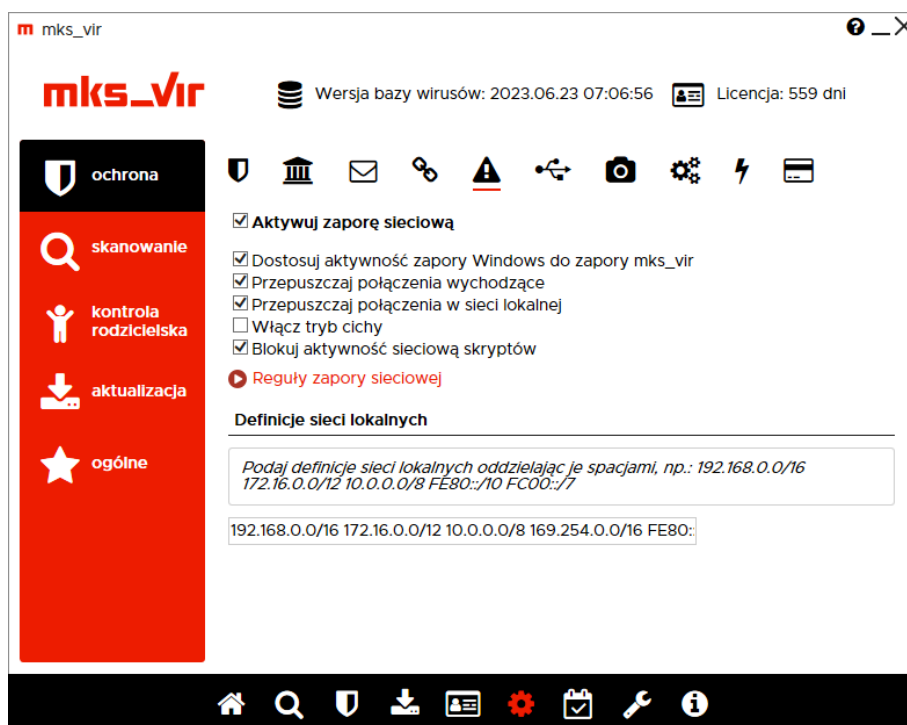 mks_vir
mks_vir
Wersja bazy wirusów: 2023.06.23 07:06:56
Licencja: 559 dni
ochrona
skanowanie
kontrola
rodzicielska
aktualizacja
ogólne
Aktywuj zaporę sieciową
Dostosuj aktywność zapory Windows do zapory mks_vir
Przepuszczaj połączenia wychodzące
Przepuszczaj połączenia w sieci lokalnej
Włącz tryb cichy
Blokuj aktywność sieciową skryptów
Reguły zapory sieciowej
Definicje sieci lokalnych
Podaj definicje sieci lokalnych oddzielając je spacjami, np.: 192.168.0.0/16
172.16.0.0/12 10.0.0.0/8 FE80::/10 FC00::/7
192.168.0.0/16 172.16.0.0/12 10.0.0.0/8 169.254.0.0/16 FE80::